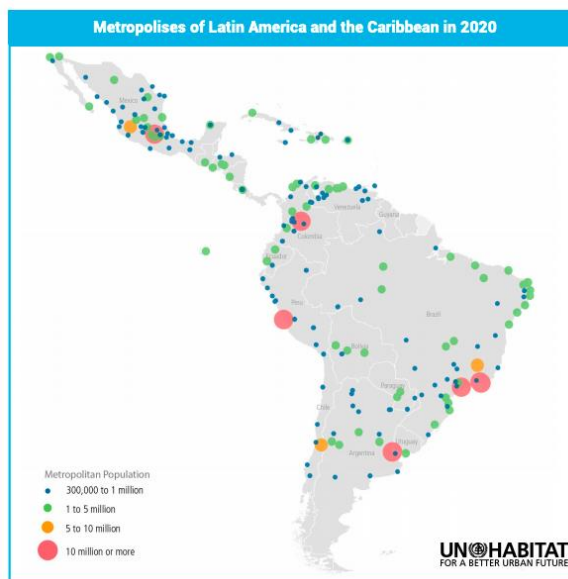 Metropolises of Latin America and the Caribbean in 2020
Mexico
Venezuela
Guyana
Colombia
Ecuador
Peru
Brazil
Bolivia
Paraguay
Chile
Uruguay
Argentina
Metropolitan Population
300,000 to 1 million
1 to 5 million
5 to 10 million
10 million or more
UN HABITAT
FOR A BETTER URBAN FUTURE